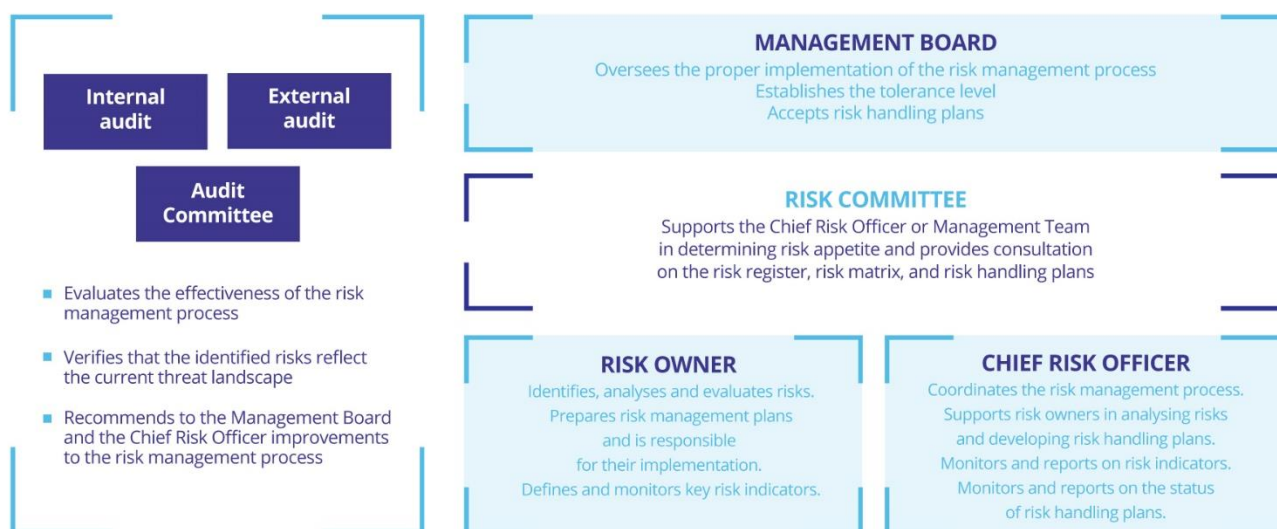 Internal
audit
External
audit
Audit
Committee
▪ Evaluates the effectiveness of the risk
management process
▪ Verifies that the identified risks reflect
the current threat landscape
▪ Recommends to the Management Board
and the Chief Risk Officer improvements
to the risk management process
MANAGEMENT BOARD
Oversees the proper implementation of the risk management process
Establishes the tolerance level
Accepts risk handling plans
RISK COMMITTEE
Supports the Chief Risk Officer or Management Team
in determining risk appetite and provides consultation
on the risk register, risk matrix, and risk handling plans
RISK OWNER
Identifies, analyses and evaluates risks.
Prepares risk management plans
and is responsible
for their implementation.
Defines and monitors key risk indicators.
CHIEF RISK OFFICER
Coordinates the risk management process.
Supports risk owners in analysing risks
and developing risk handling plans.
Monitors and reports on risk indicators.
Monitors and reports on the status
of risk handling plans.